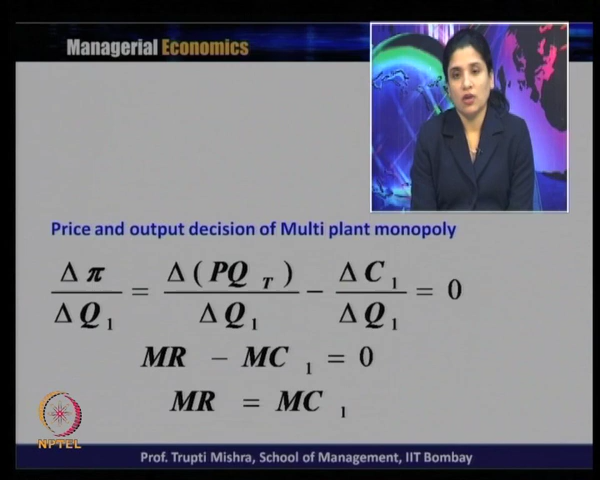 Managerial Economics
Price and output decision of Multi plant monopoly
Δπ/ΔQ₁ = Δ(PQ_T)/ΔQ₁ − ΔC₁/ΔQ₁ = 0
MR − MC₁ = 0
MR = MC₁
NPTEL
Prof. Trupti Mishra, School of Management, IIT Bombay